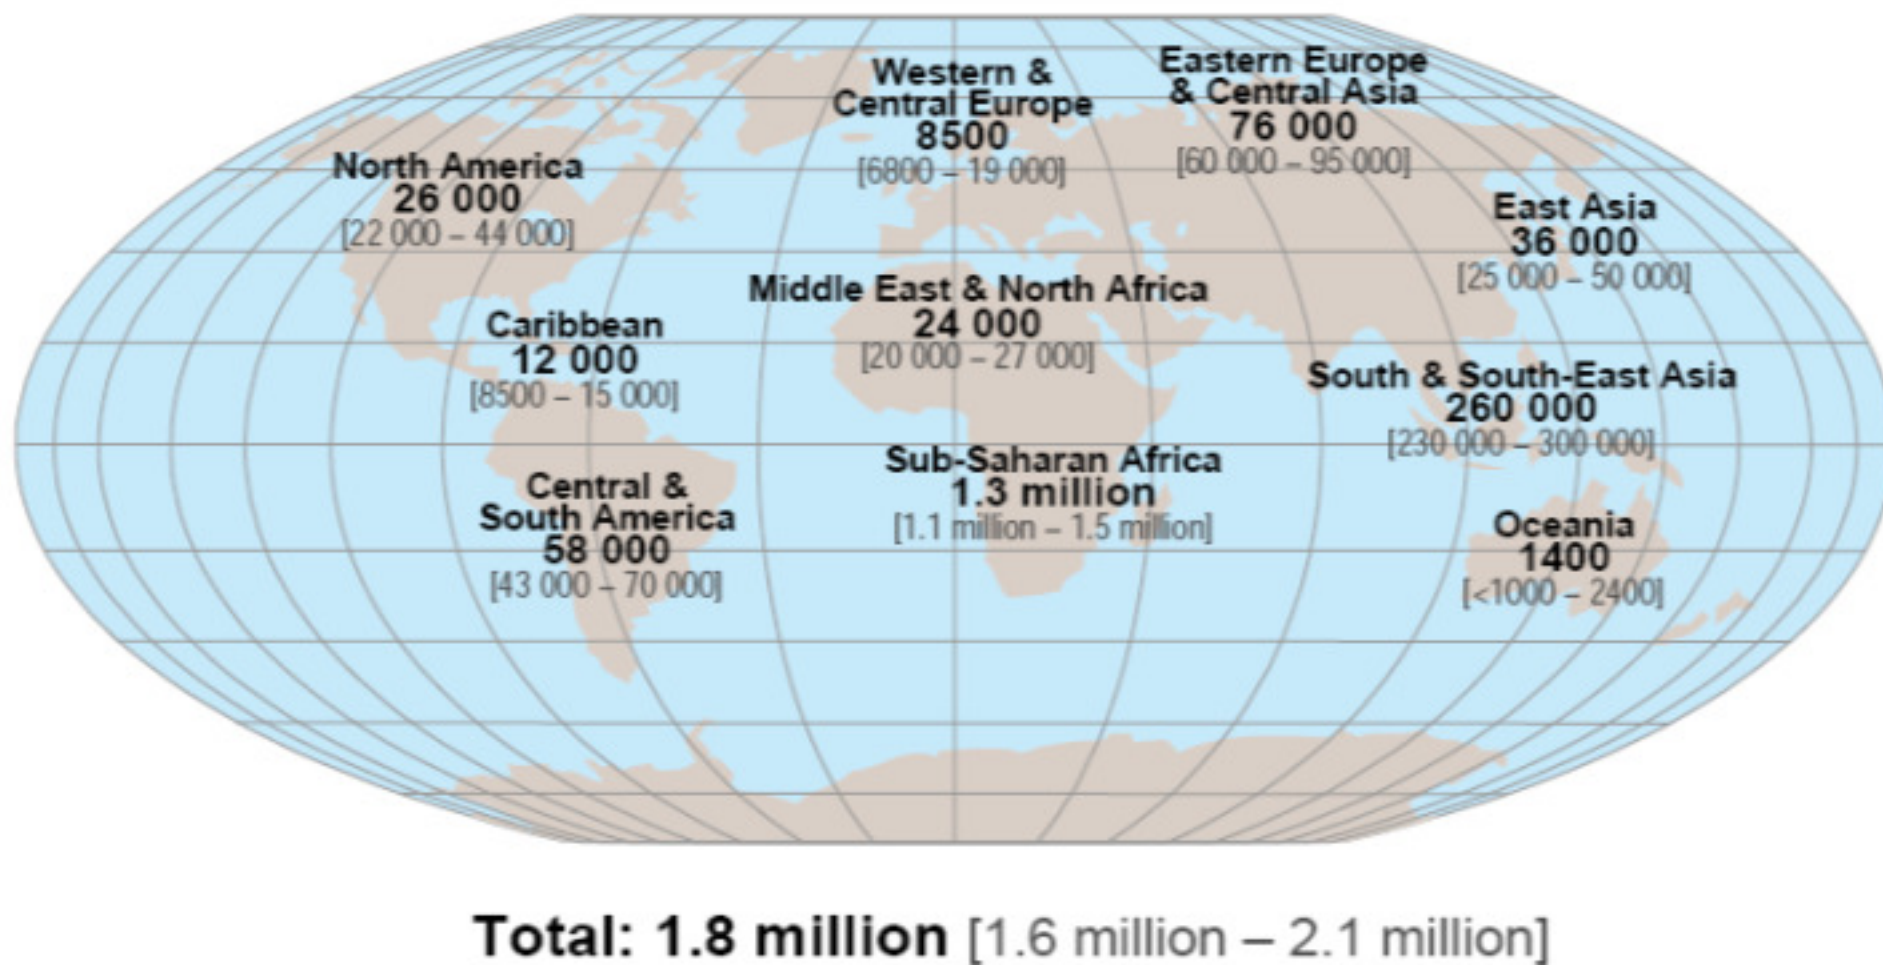 Western &
Central Europe
8500
[6800 – 19 000]
Eastern Europe
& Central Asia
76 000
[60 000 – 95 000]
North America
26 000
[22 000 – 44 000]
East Asia
36 000
[25 000 – 50 000]
Middle East & North Africa
24 000
[20 000 – 27 000]
Caribbean
12 000
[8500 – 15 000]
South & South-East Asia
260 000
[230 000 – 300 000]
Sub-Saharan Africa
1.3 million
[1.1 million – 1.5 million]
Central &
South America
58 000
[43 000 – 70 000]
Oceania
1400
[<1000 – 2400]
Total: 1.8 million [1.6 million – 2.1 million]